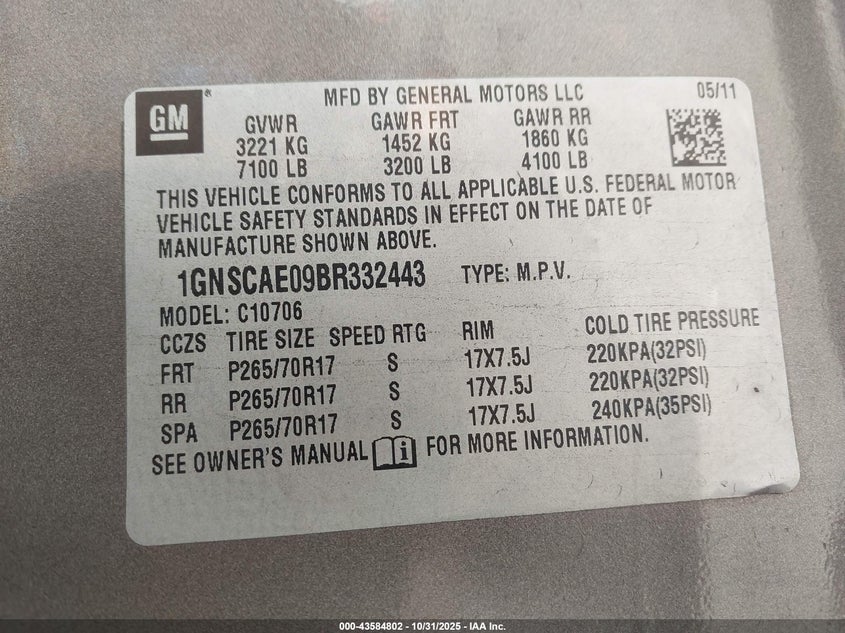 GM
MFD BY GENERAL MOTORS LLC 05/11
GVWR GAWR FRT GAWR RR
3221 KG 1452 KG 1860 KG
7100 LB 3200 LB 4100 LB
THIS VEHICLE CONFORMS TO ALL APPLICABLE U.S. FEDERAL MOTOR
VEHICLE SAFETY STANDARDS IN EFFECT ON THE DATE OF
MANUFACTURE SHOWN ABOVE.
1GNSCAE09BR332443 TYPE: M.P.V.
MODEL: C10706
CCZS TIRE SIZE SPEED RTG RIM COLD TIRE PRESSURE
FRT P265/70R17 S 17X7.5J 220KPA(32PSI)
RR P265/70R17 S 17X7.5J 220KPA(32PSI)
SPA P265/70R17 S 17X7.5J 240KPA(35PSI)
SEE OWNER'S MANUAL i FOR MORE INFORMATION.
000-43584802 - 10/31/2025 - IAA Inc.